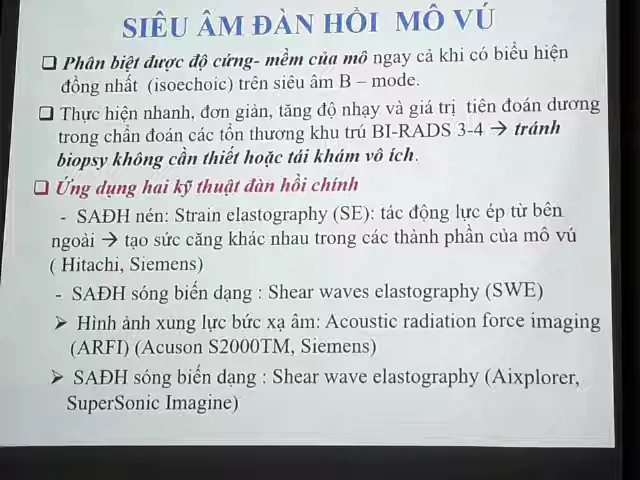 SIÊU ÂM ĐÀN HỒI MÔ VÚ
❑ Phân biệt được độ cứng- mềm của mô ngay cả khi có biểu hiện
đồng nhất (isoechoic) trên siêu âm B – mode.
❑ Thực hiện nhanh, đơn giản, tăng độ nhạy và giá trị tiên đoán dương
trong chẩn đoán các tổn thương khu trú BI-RADS 3-4 → tránh
biopsy không cần thiết hoặc tái khám vô ích.
❑ Ứng dụng hai kỹ thuật đàn hồi chính
- SAĐH nén: Strain elastography (SE): tác động lực ép từ bên
ngoài → tạo sức căng khác nhau trong các thành phần của mô vú
( Hitachi, Siemens)
- SAĐH sóng biến dạng : Shear waves elastography (SWE)
➢ Hình ảnh xung lực bức xạ âm: Acoustic radiation force imaging
(ARFI) (Acuson S2000TM, Siemens)
➢ SAĐH sóng biến dạng : Shear wave elastography (Aixplorer,
SuperSonic Imagine)